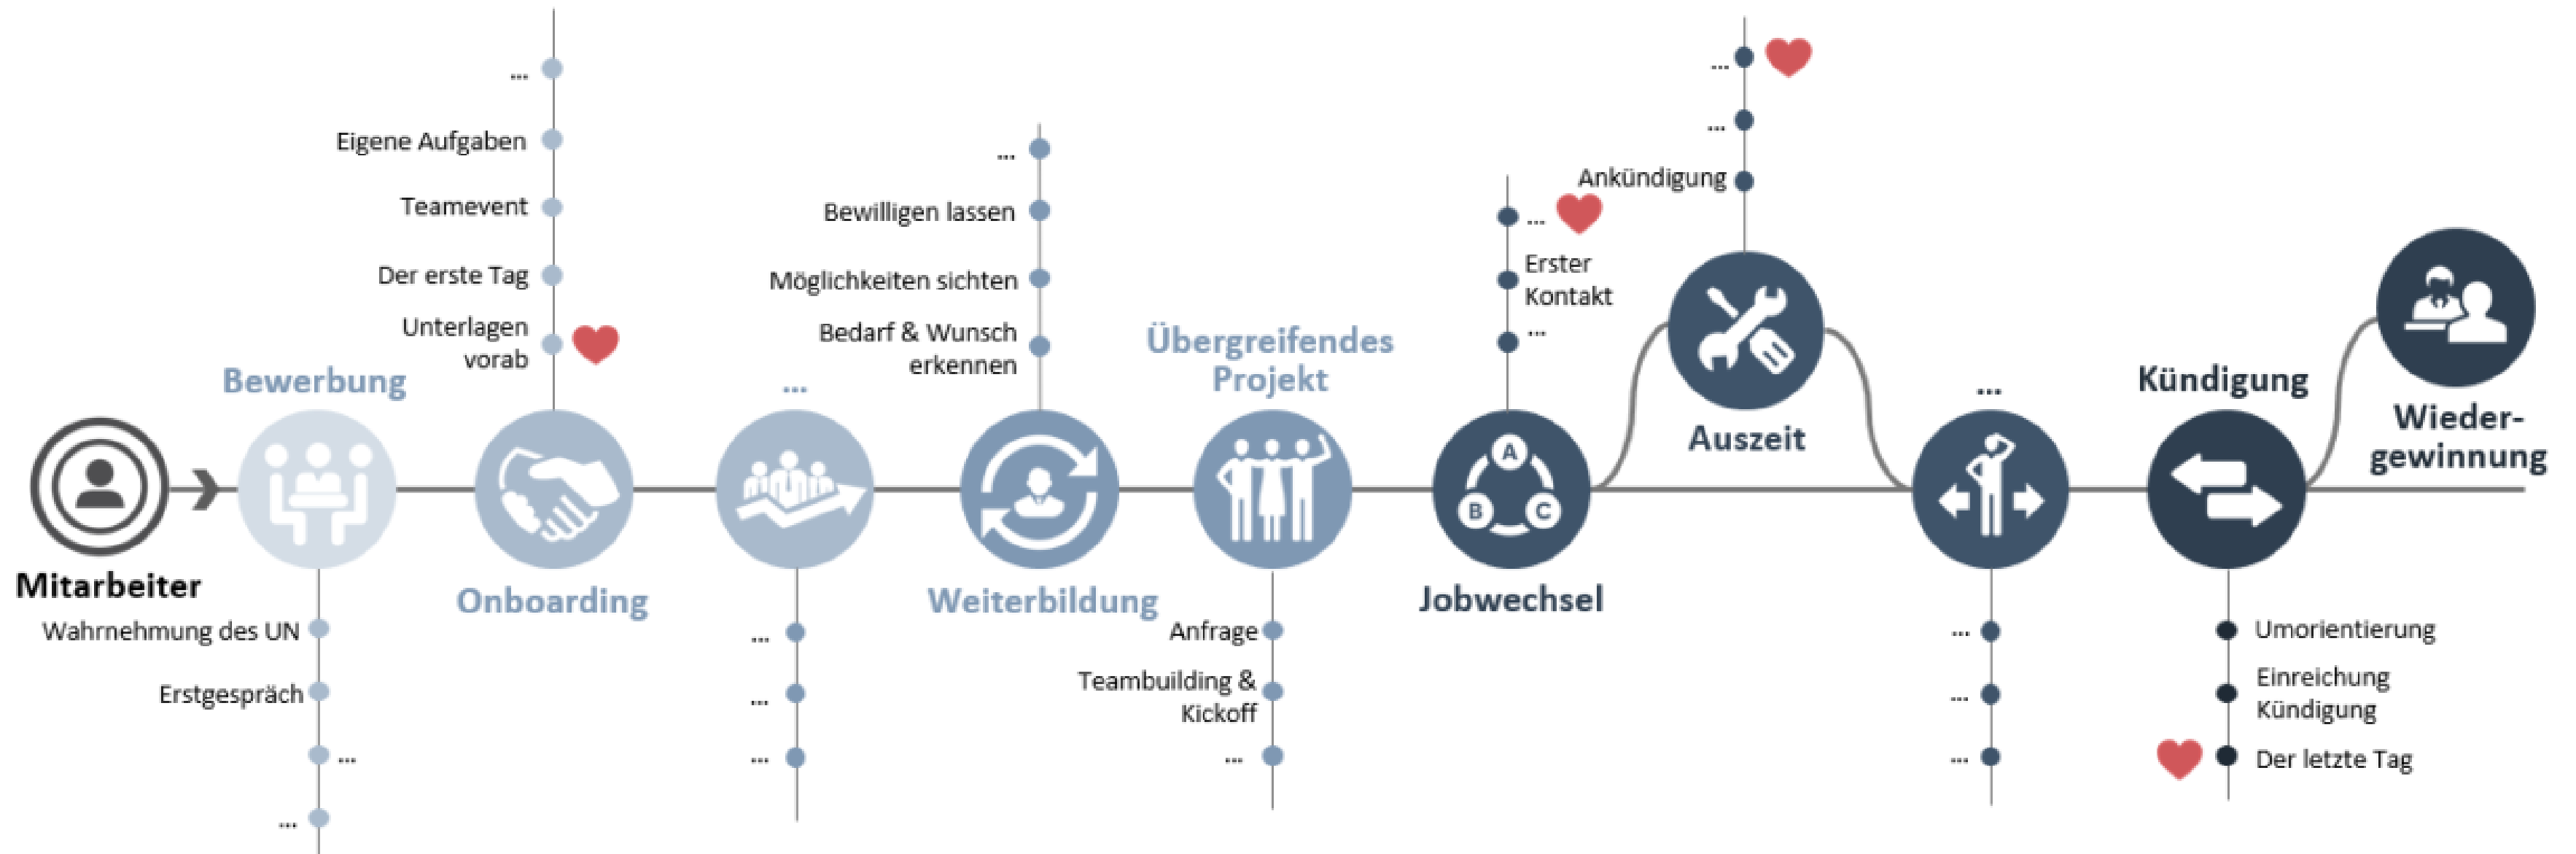 Mitarbeiter
Bewerbung
Wahrnehmung des UN
Erstgespräch
...
...
...
Eigene Aufgaben
Teamevent
Der erste Tag
Unterlagen
vorab
Onboarding
...
...
...
...
...
Bewilligen lassen
Möglichkeiten sichten
Bedarf & Wunsch
erkennen
Weiterbildung
Übergreifendes
Projekt
Anfrage
Teambuilding &
Kickoff
...
...
Erster
Kontakt
...
A
B
C
Jobwechsel
...
...
Ankündigung
Auszeit
...
...
...
...
Kündigung
Umorientierung
Einreichung
Kündigung
Der letzte Tag
Wieder-
gewinnung